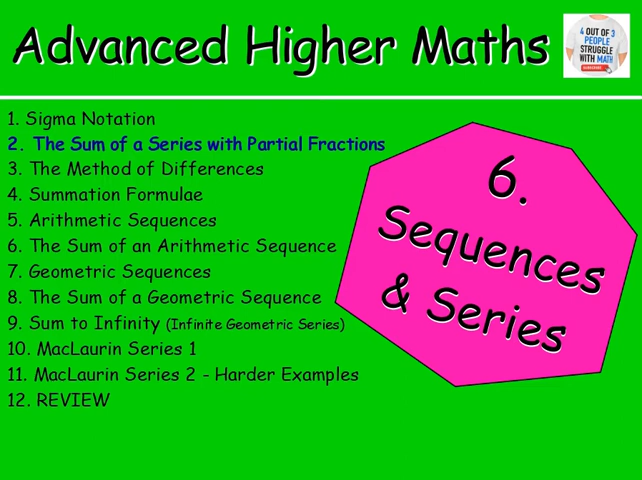 Advanced Higher Maths
4 OUT OF 3
PEOPLE
STRUGGLE
WITH MATH
1. Sigma Notation
2. The Sum of a Series with Partial Fractions
3. The Method of Differences
4. Summation Formulae
5. Arithmetic Sequences
6. The Sum of an Arithmetic Sequence
7. Geometric Sequences
8. The Sum of a Geometric Sequence
9. Sum to Infinity (Infinite Geometric Series)
10. MacLaurin Series 1
11. MacLaurin Series 2 - Harder Examples
12. REVIEW
6.
Sequences
& Series